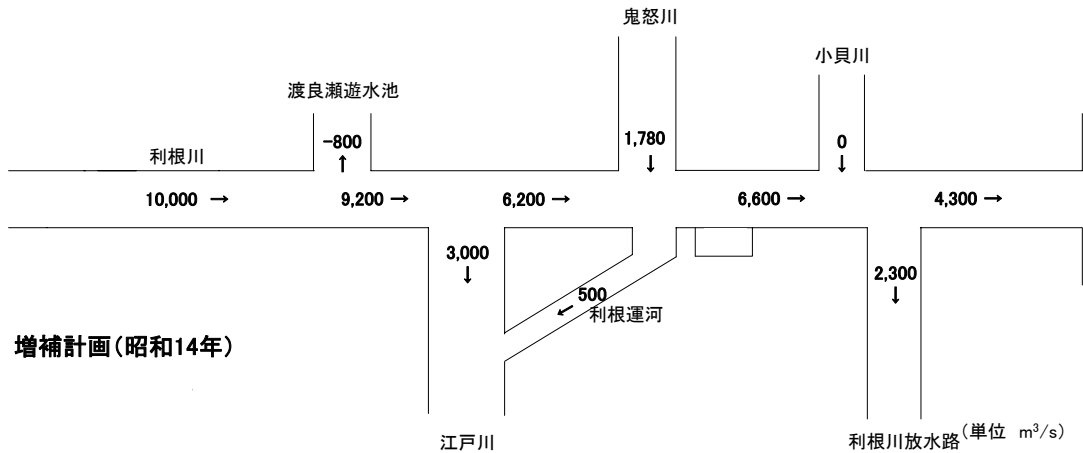 鬼怒川
小貝川
渡良瀬遊水池
-800
↑
1,780
↓
0
↓
利根川
10,000 →
9,200 →
6,200 →
6,600 →
4,300 →
3,000
↓
2,300
↓
500
←
利根運河
増補計画(昭和14年)
江戸川
利根川放水路
(単位 m³/s)